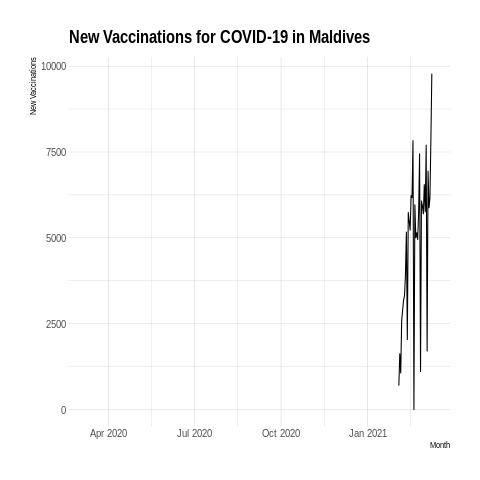 New Vaccinations for COVID-19 in Maldives
New Vaccinations
10000
7500
5000
2500
0
Apr 2020 Jul 2020 Oct 2020 Jan 2021
Month